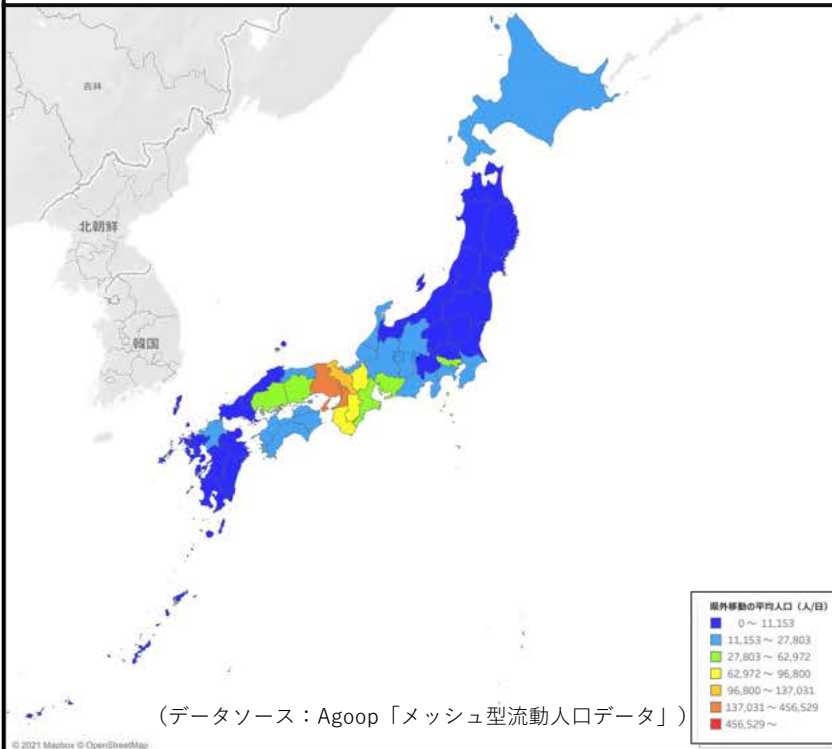 吉林
北朝鮮
韓国
県外移動の平均人口（人/日）
0～ 11,153
11,153～ 27,803
27,803～ 62,972
62,972～ 96,800
96,800～137,031
137,031～456,529
456,529～
（データソース：Agoop「メッシュ型流動人口データ」）
© 2021 Mapbox © OpenStreetMap